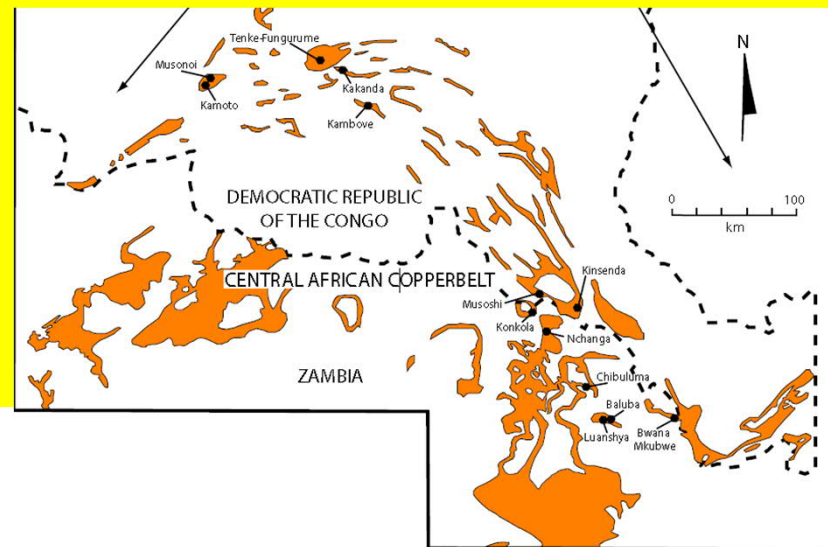 Tenke-Fungurume
Musonoi
Kamoto
Kakanda
Kambove
N
0 100
km
DEMOCRATIC REPUBLIC
OF THE CONGO
CENTRAL AFRICAN COPPERBELT
Kinsenda
Musoshi
Konkola
Nchanga
ZAMBIA
Chibuluma
Baluba
Luanshya
Bwana
Mkubwe